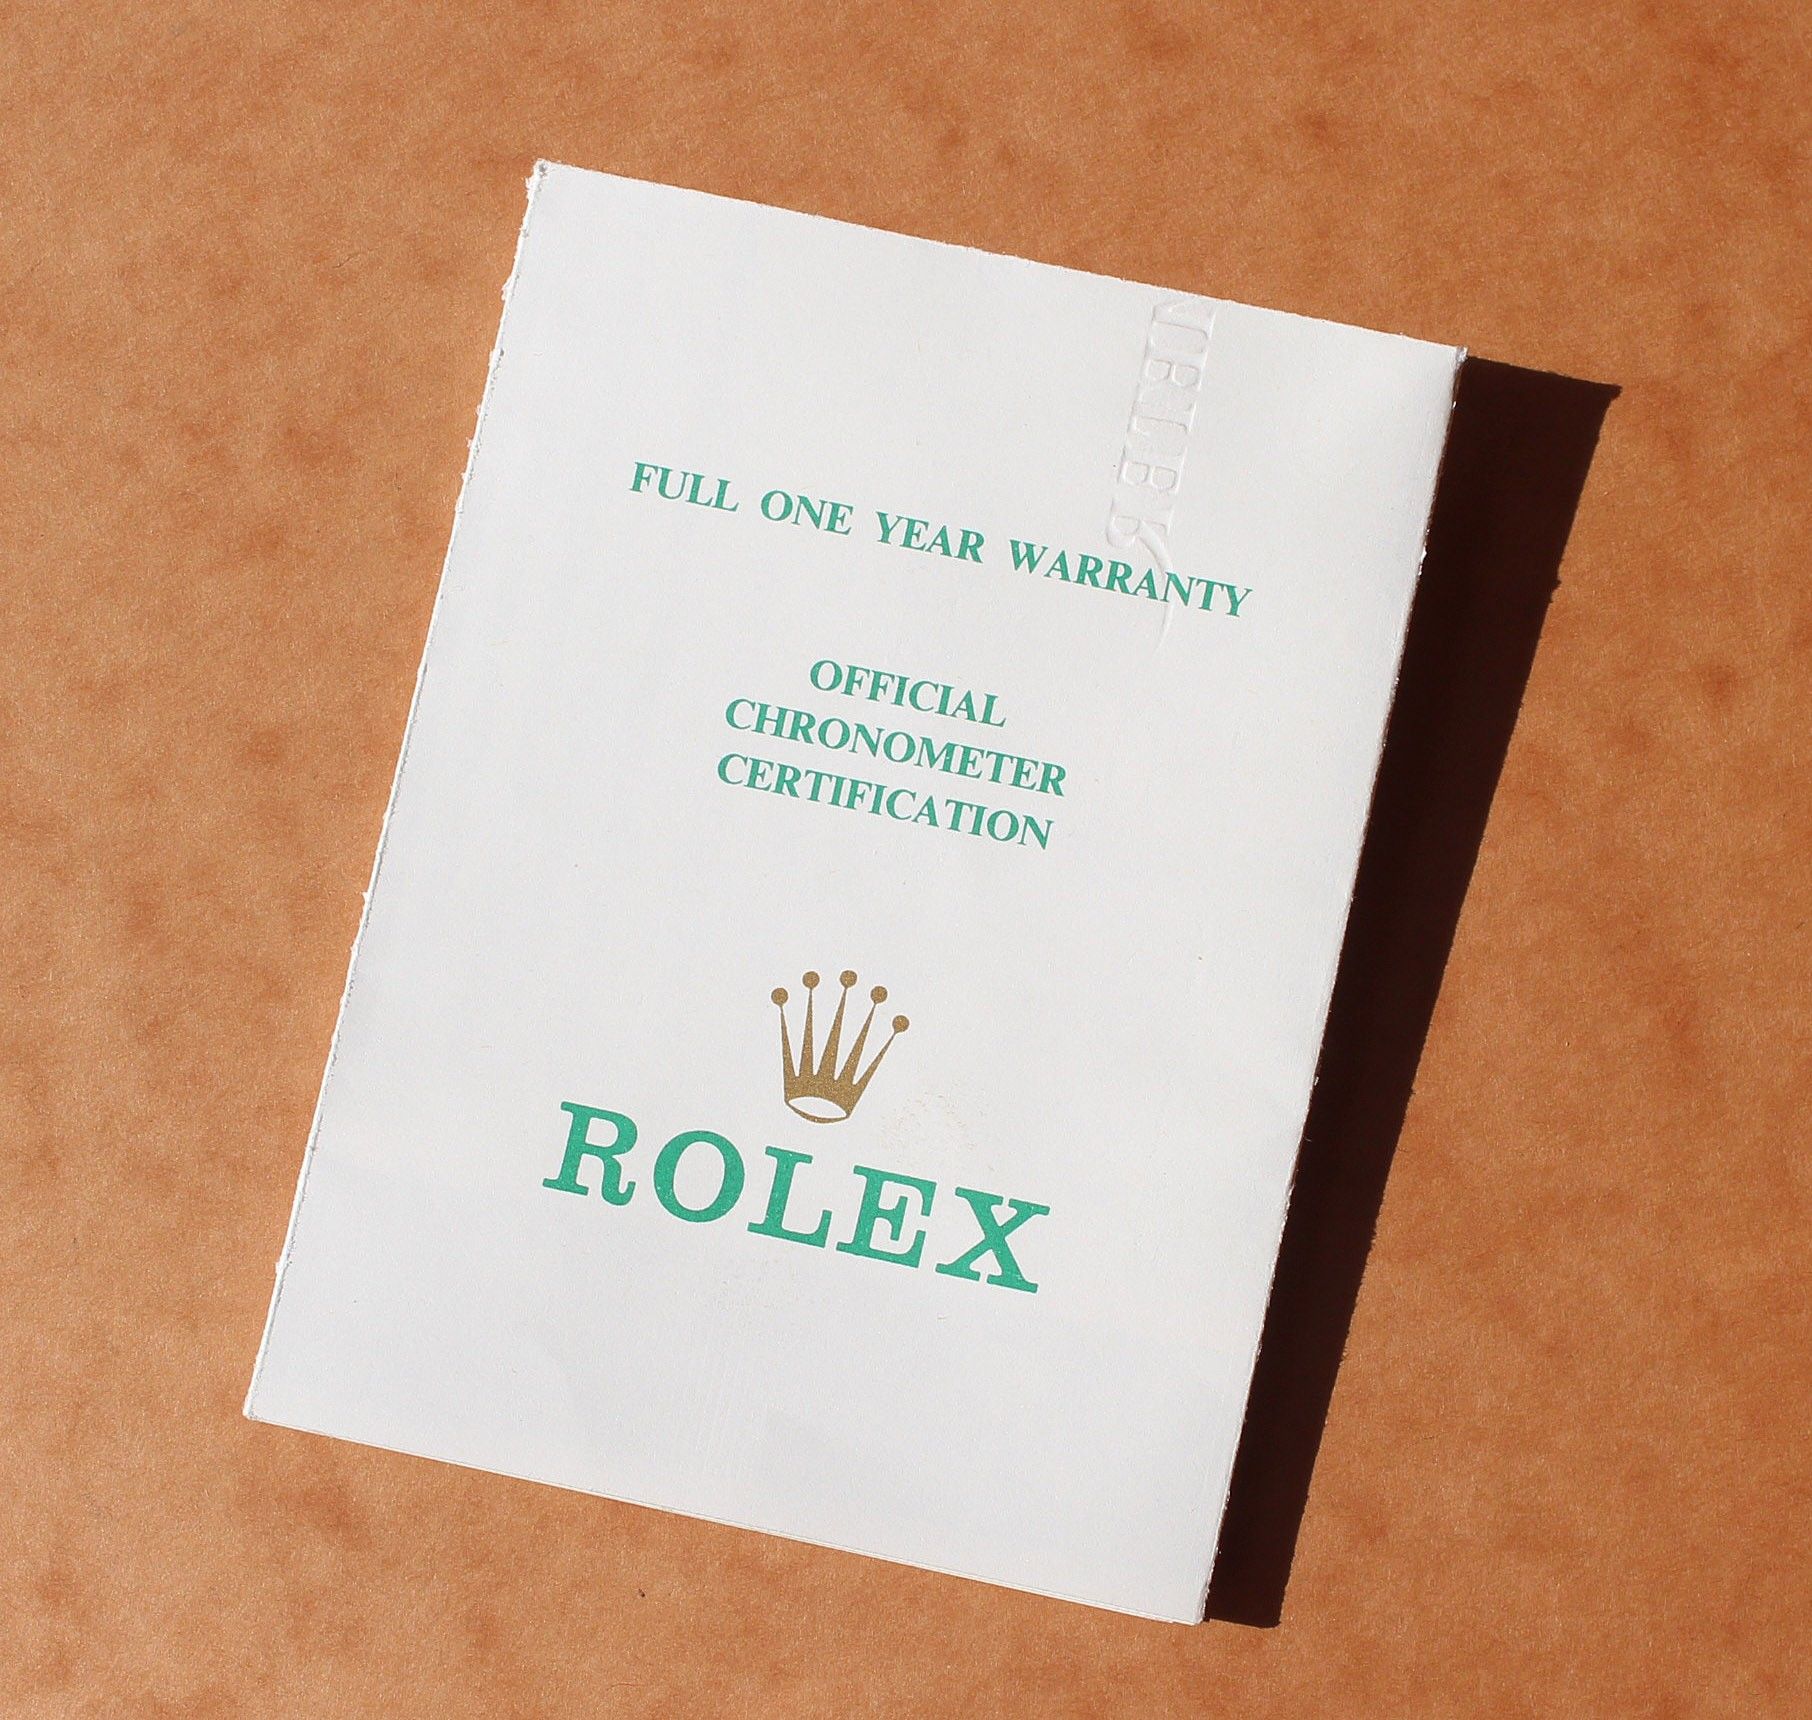 FULL ONE YEAR WARRANTY
OFFICIAL
CHRONOMETER
CERTIFICATION
ROLEX